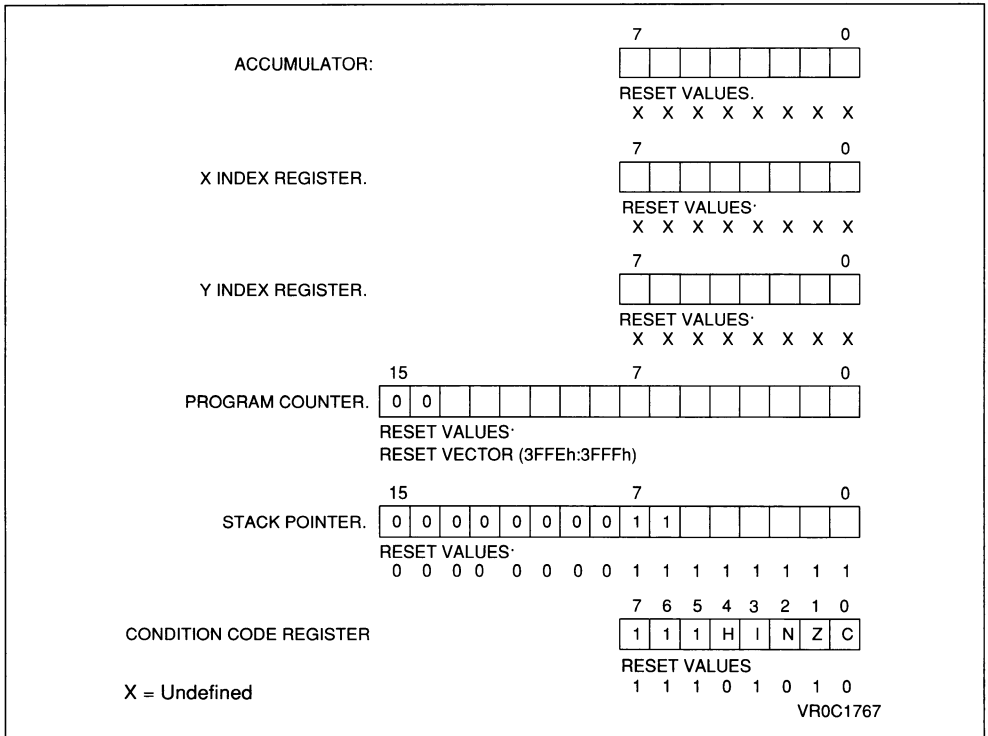 7 0
ACCUMULATOR:
RESET VALUES.
X X X X X X X X
7 0
X INDEX REGISTER.
RESET VALUES·
X X X X X X X X
7 0
Y INDEX REGISTER.
RESET VALUES·
X X X X X X X X
15 7 0
PROGRAM COUNTER. 0 0
RESET VALUES·
RESET VECTOR (3FFEh:3FFFh)
15 7 0
STACK POINTER. 0 0 0 0 0 0 0 0 1 1
RESET VALUES·
0 0 0 0 0 0 0 0 1 1 1 1 1 1 1 1
7 6 5 4 3 2 1 0
CONDITION CODE REGISTER 1 1 1 H I N Z C
RESET VALUES
X = Undefined 1 1 1 0 1 0 1 0
VR0C1767